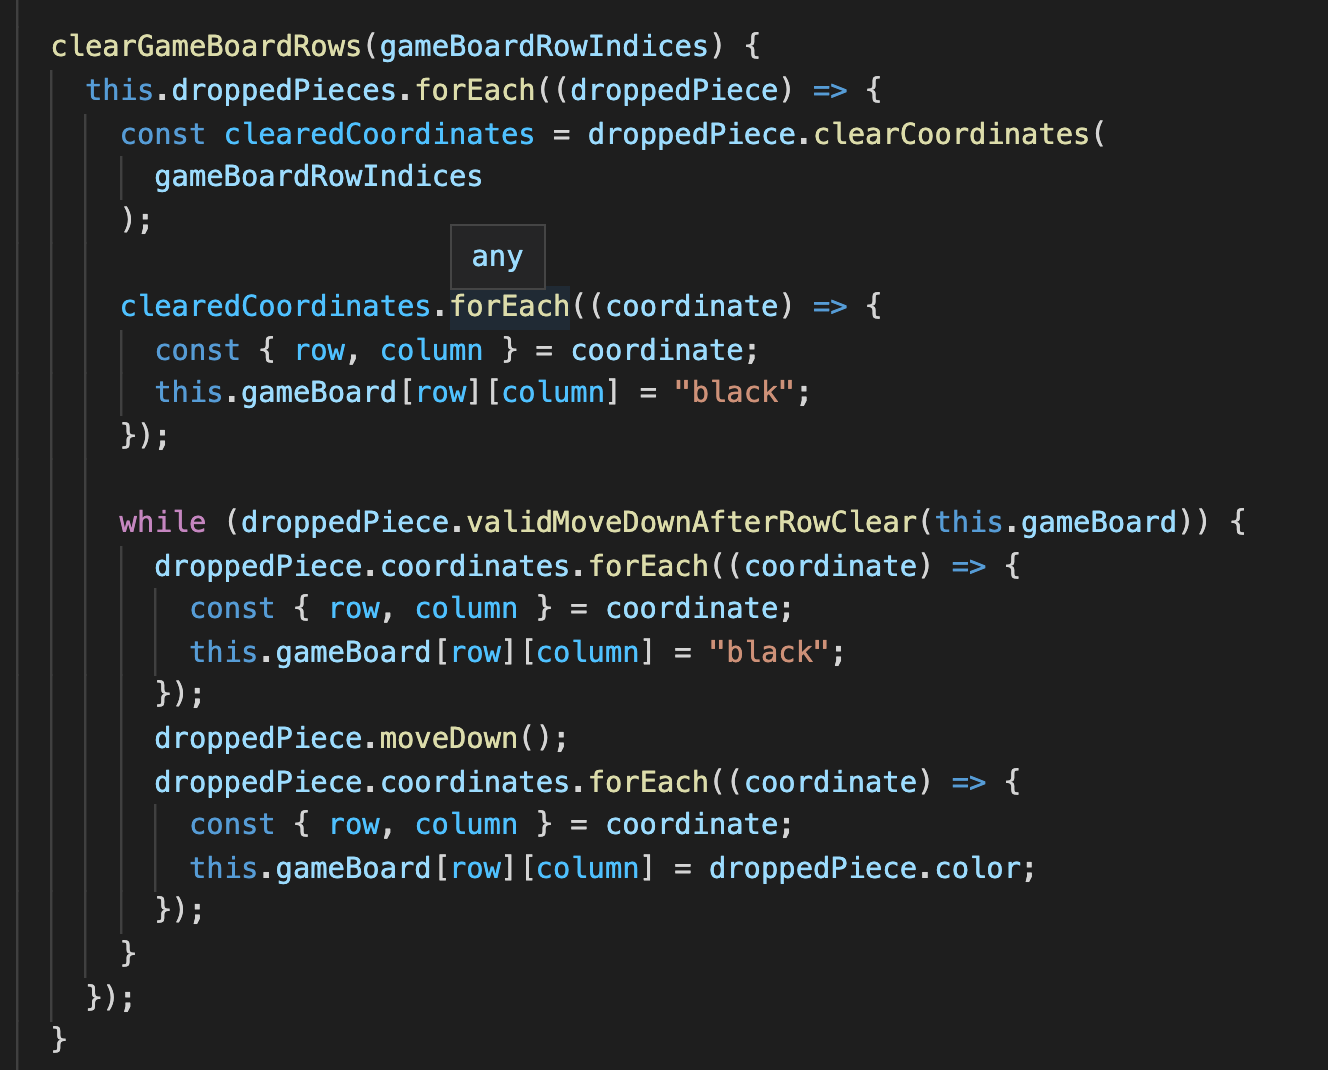 clearGameBoardRows(gameBoardRowIndices) {
this.droppedPieces.forEach((droppedPiece) => {
const clearedCoordinates = droppedPiece.clearCoordinates(
gameBoardRowIndices
);
any
clearedCoordinates.forEach((coordinate) => {
const { row, column } = coordinate;
this.gameBoard[row][column] = "black";
});
while (droppedPiece.validMoveDownAfterRowClear(this.gameBoard)) {
droppedPiece.coordinates.forEach((coordinate) => {
const { row, column } = coordinate;
this.gameBoard[row][column] = "black";
});
droppedPiece.moveDown();
droppedPiece.coordinates.forEach((coordinate) => {
const { row, column } = coordinate;
this.gameBoard[row][column] = droppedPiece.color;
});
}
});
}